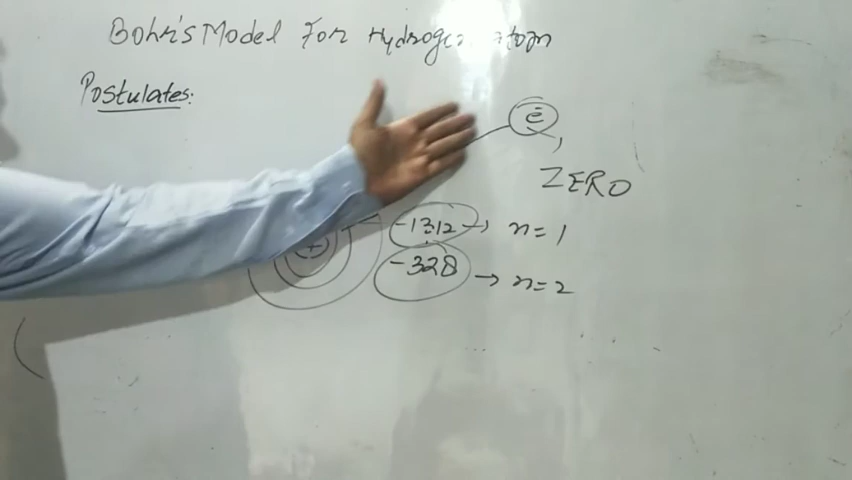 Bohr's Model For Hydrogen atom
Postulates:
e⁻
ZERO
+
-1312 → n=1
-328 → n=2